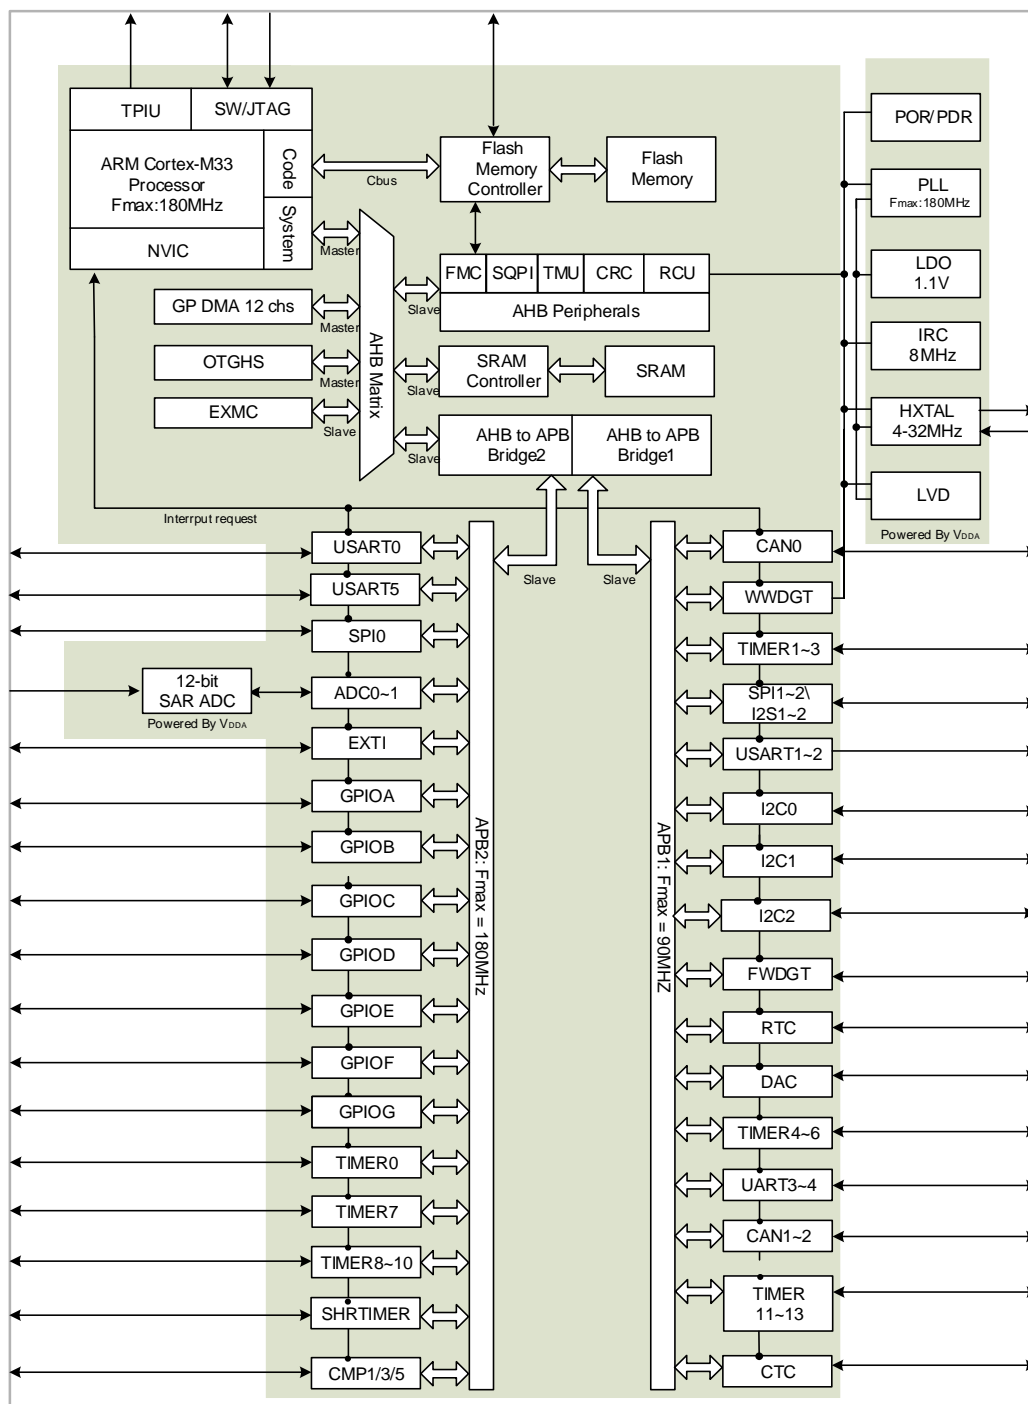 TPIU
SW/JTAG
ARM Cortex-M33
Processor
Fmax:180MHz
Code
System
NVIC
Cbus
Flash
Memory
Controller
Flash
Memory
POR/PDR
PLL
Fmax:180MHz
LDO
1.1V
IRC
8MHz
HXTAL
4-32MHz
LVD
Powered By VDDA
Master
GP DMA 12 chs
Master
OTGHS
Master
EXMC
Slave
AHB Matrix
Slave
FMC
SQPI
TMU
CRC
RCU
AHB Peripherals
Slave
SRAM
Controller
SRAM
Slave
AHB to APB
Bridge2
AHB to APB
Bridge1
Interrput request
Slave
Slave
USART0
USART5
SPI0
12-bit
SAR ADC
Powered By VDDA
ADC0~1
EXTI
GPIOA
GPIOB
GPIOC
GPIOD
GPIOE
GPIOF
GPIOG
TIMER0
TIMER7
TIMER8~10
SHRTIMER
CMP1/3/5
APB2: Fmax = 180MHz
APB1: Fmax = 90MHZ
CAN0
WWDGT
TIMER1~3
SPI1~2\
I2S1~2
USART1~2
I2C0
I2C1
I2C2
FWDGT
RTC
DAC
TIMER4~6
UART3~4
CAN1~2
TIMER
11~13
CTC